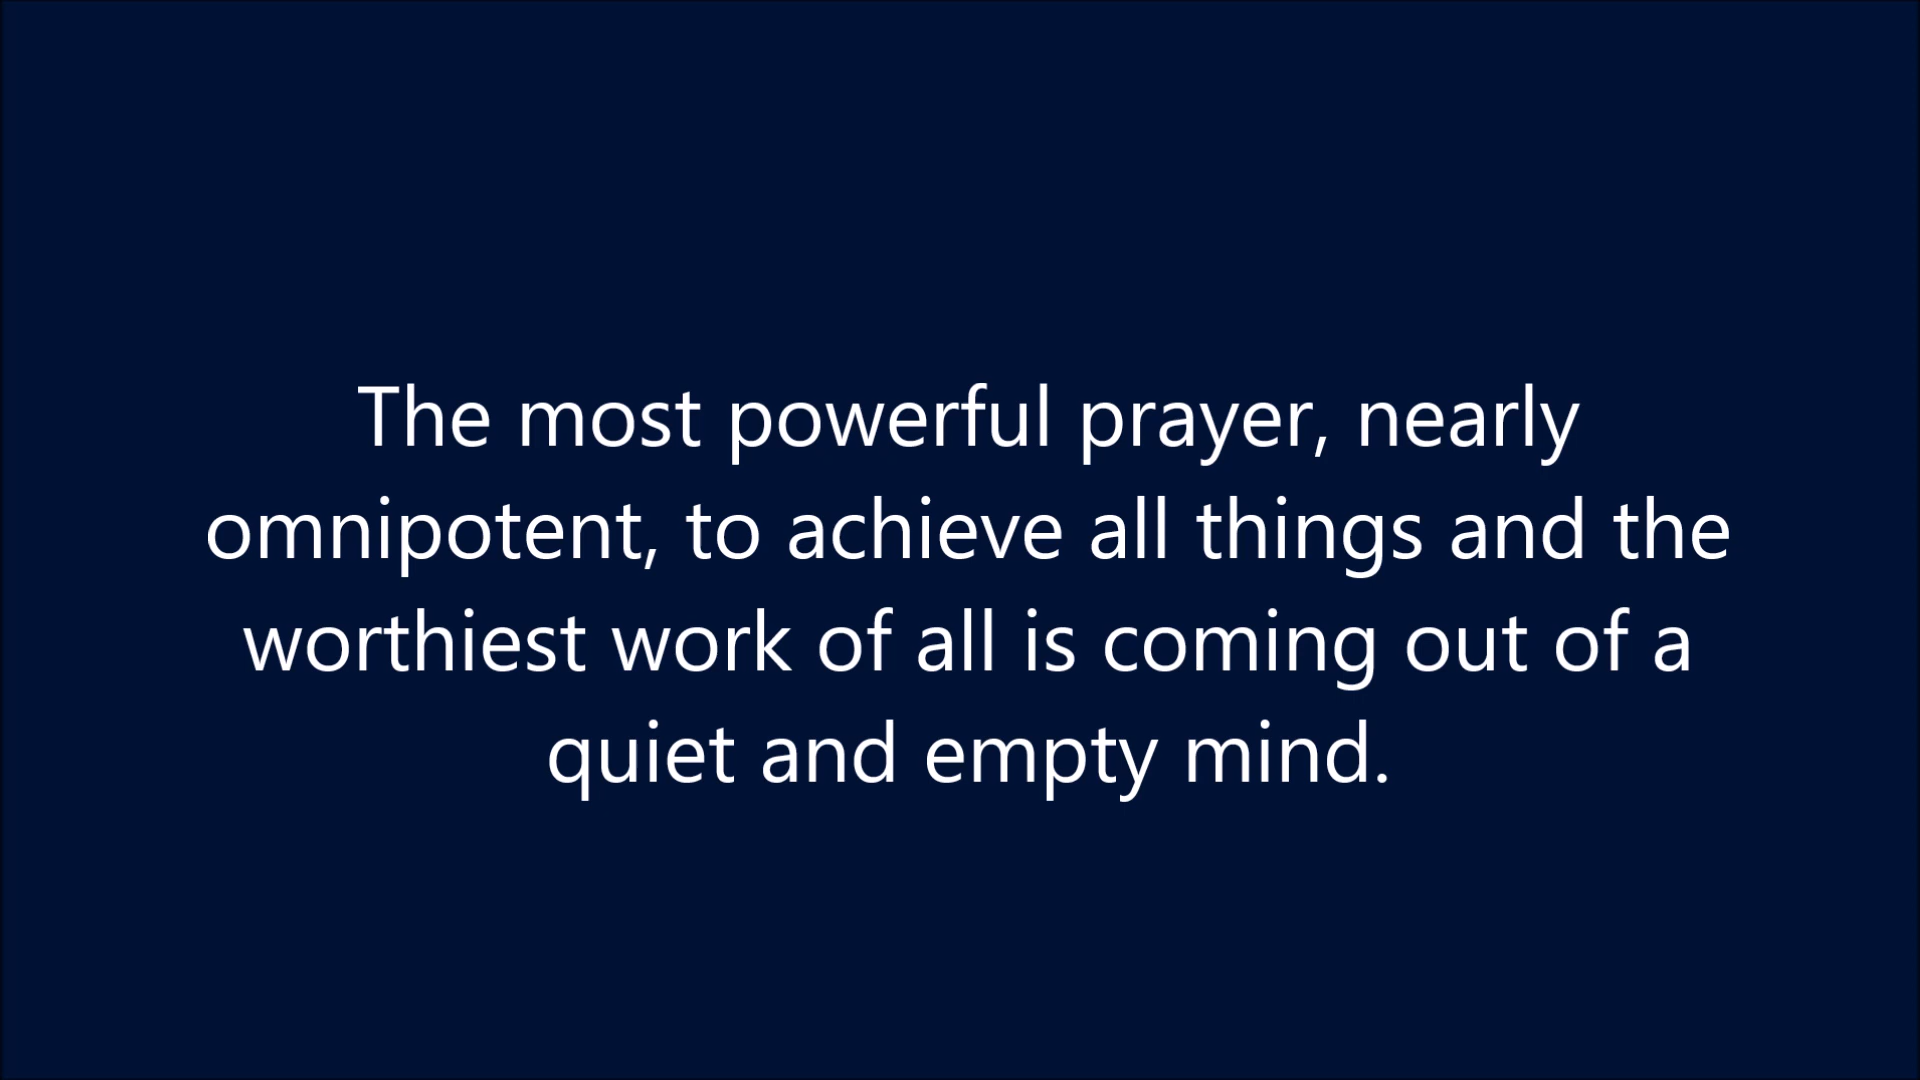 The most powerful prayer, nearly
omnipotent, to achieve all things and the
worthiest work of all is coming out of a
quiet and empty mind.